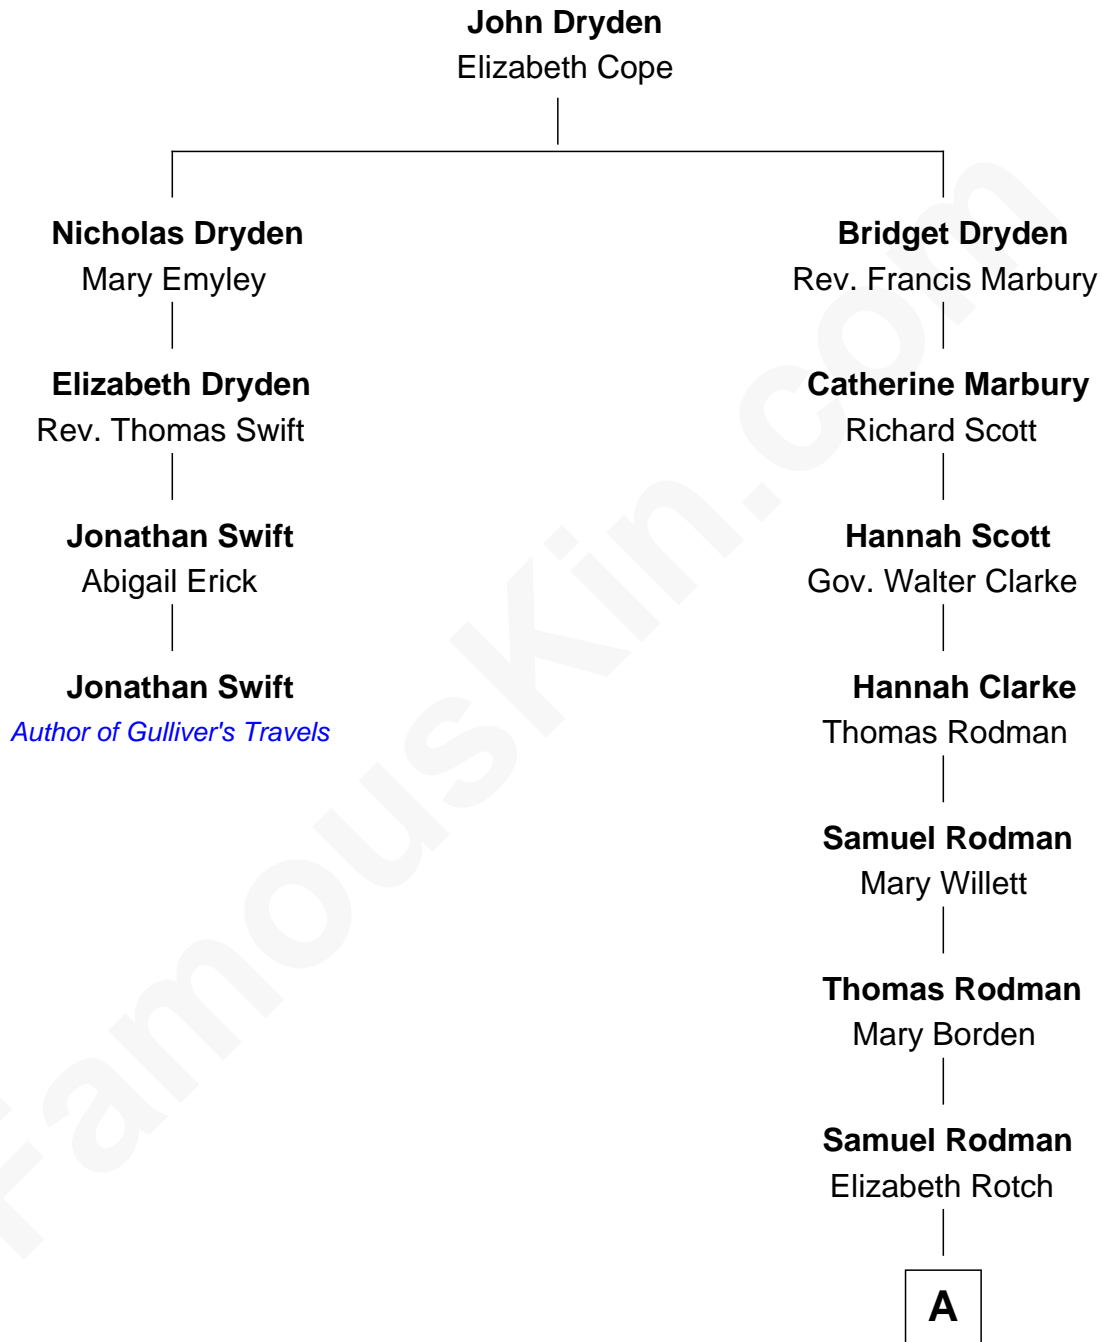 John Dryden
Elizabeth Cope
Nicholas Dryden
Mary Emyley
Elizabeth Dryden
Rev. Thomas Swift
Jonathan Swift
Abigail Erick
Jonathan Swift
Author of Gulliver's Travels
Bridget Dryden
Rev. Francis Marbury
Catherine Marbury
Richard Scott
Hannah Scott
Gov. Walter Clarke
Hannah Clarke
Thomas Rodman
Samuel Rodman
Mary Willett
Thomas Rodman
Mary Borden
Samuel Rodman
Elizabeth Rotch
A
FamousKin.com